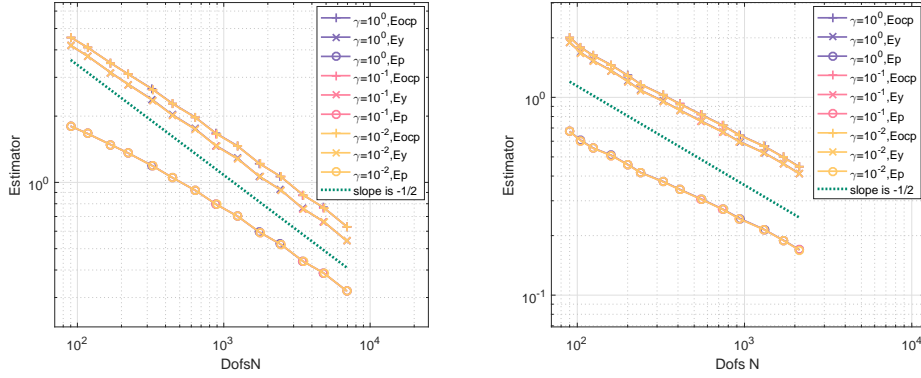 γ=10^0,Eocp
γ=10^0,Ey
γ=10^0,Ep
γ=10^-1,Eocp
γ=10^-1,Ey
γ=10^-1,Ep
γ=10^-2,Eocp
γ=10^-2,Ey
γ=10^-2,Ep
slope is -1/2
Estimator
10^0
10^2
10^3
10^4
DofsN
γ=10^0,Eocp
γ=10^0,Ey
γ=10^0,Ep
γ=10^-1,Eocp
γ=10^-1,Ey
γ=10^-1,Ep
γ=10^-2,Eocp
γ=10^-2,Ey
γ=10^-2,Ep
slope is -1/2
Estimator
10^0
10^-1
10^2
10^3
10^4
Dofs N